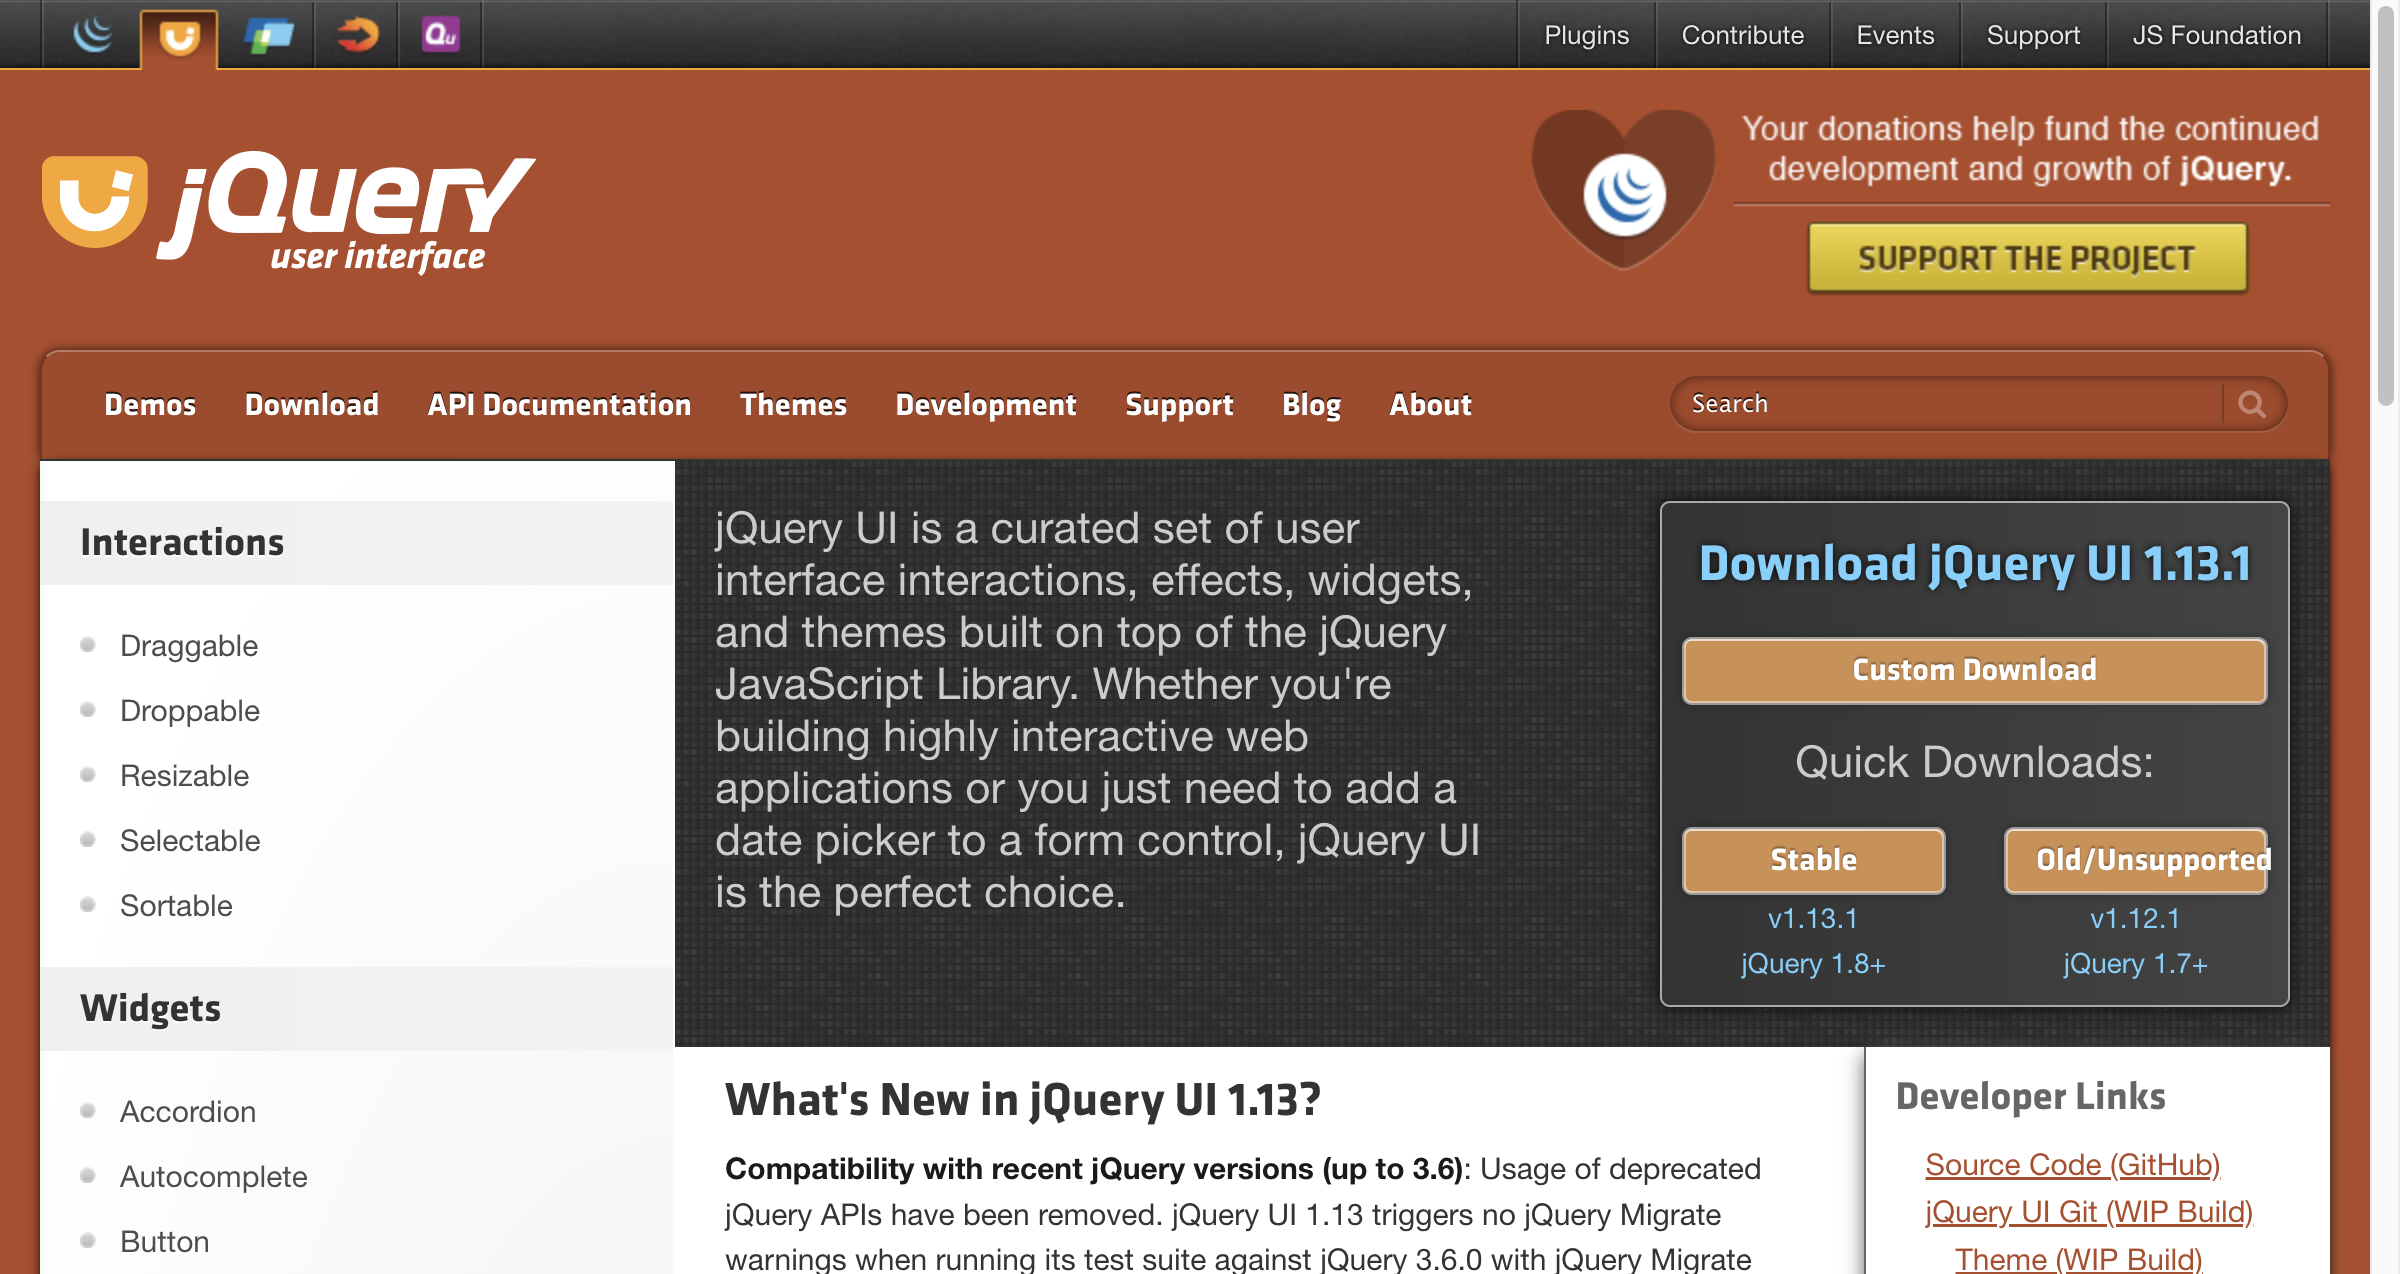 Qu
Plugins
Contribute
Events
Support
JS Foundation
jQuery
user interface
Your donations help fund the continued
development and growth of jQuery.
SUPPORT THE PROJECT
Demos
Download
API Documentation
Themes
Development
Support
Blog
About
Search
Interactions
Draggable
Droppable
Resizable
Selectable
Sortable
Widgets
Accordion
Autocomplete
Button
jQuery UI is a curated set of user
interface interactions, effects, widgets,
and themes built on top of the jQuery
JavaScript Library. Whether you're
building highly interactive web
applications or you just need to add a
date picker to a form control, jQuery UI
is the perfect choice.
Download jQuery UI 1.13.1
Custom Download
Quick Downloads:
Stable
v1.13.1
jQuery 1.8+
Old/Unsupported
v1.12.1
jQuery 1.7+
What's New in jQuery UI 1.13?
Compatibility with recent jQuery versions (up to 3.6): Usage of deprecated
jQuery APIs have been removed. jQuery UI 1.13 triggers no jQuery Migrate
warnings when running its test suite against jQuery 3.6.0 with jQuery Migrate
Developer Links
Source Code (GitHub)
jQuery UI Git (WIP Build)
Theme (WIP Build)